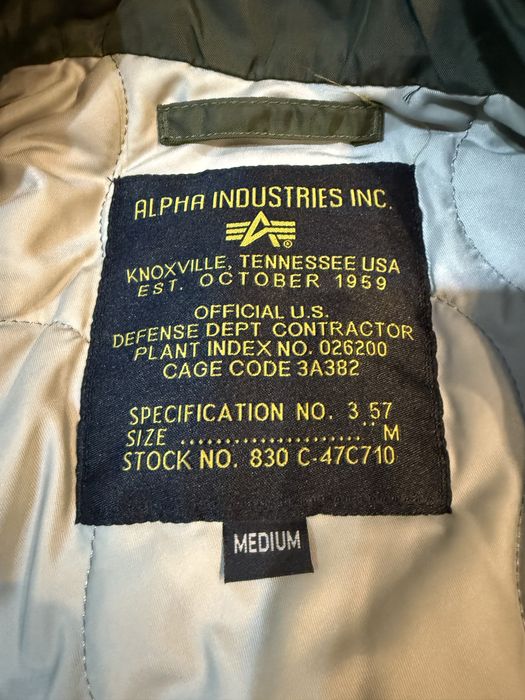 ALPHA INDUSTRIES INC.
®
KNOXVILLE, TENNESSEE USA
EST. OCTOBER 1959
OFFICIAL U.S.
DEFENSE DEPT CONTRACTOR
PLANT INDEX NO. 026200
CAGE CODE 3A382
SPECIFICATION NO. 3 57
SIZE ..................... M
STOCK NO. 830 C-47C710
MEDIUM